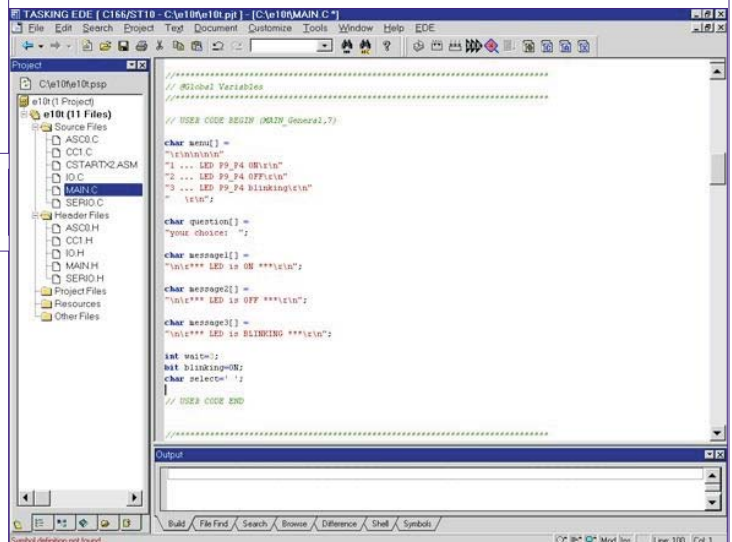 TASKING EDE [ C166/ST10 - C:\e10t\e10t.pjt ] - [C:\e10t\MAIN.C *]
File Edit Search Project Text Document Customize Tools Window Help EDE
Project
C:\e10t\e10t.psp
e10t (1 Project)
e10t (11 Files)
Source Files
ASC0.C
CC1.C
CSTARTX2.ASM
IO.C
MAIN.C
SERIO.C
Header Files
ASC0.H
CC1.H
IO.H
MAIN.H
SERIO.H
Project Files
Resources
Other Files
// @Global Variables
// USER CODE BEGIN (MAIN_General,7)
char menu[] =
"\r\n\n\n\n"
"1 ... LED P9_P4 ON\r\n"
"2 ... LED P9_P4 OFF\r\n"
"3 ... LED P9_P4 blinking\r\n"
" \r\n";
char question[] =
"your choice: ";
char message1[] =
"\n\r*** LED is ON ***\r\n";
char message2[] =
"\n\r*** LED is OFF ***\r\n";
char message3[] =
"\n\r*** LED is BLINKING ***\r\n";
int wait=0;
bit blinking=ON;
char select=' ';
// USER CODE END
Output
Build / File Find / Search / Browse / Difference / Shell / Symbols /
Symbol definition not found Mod Ins Line: 100 Col: 1